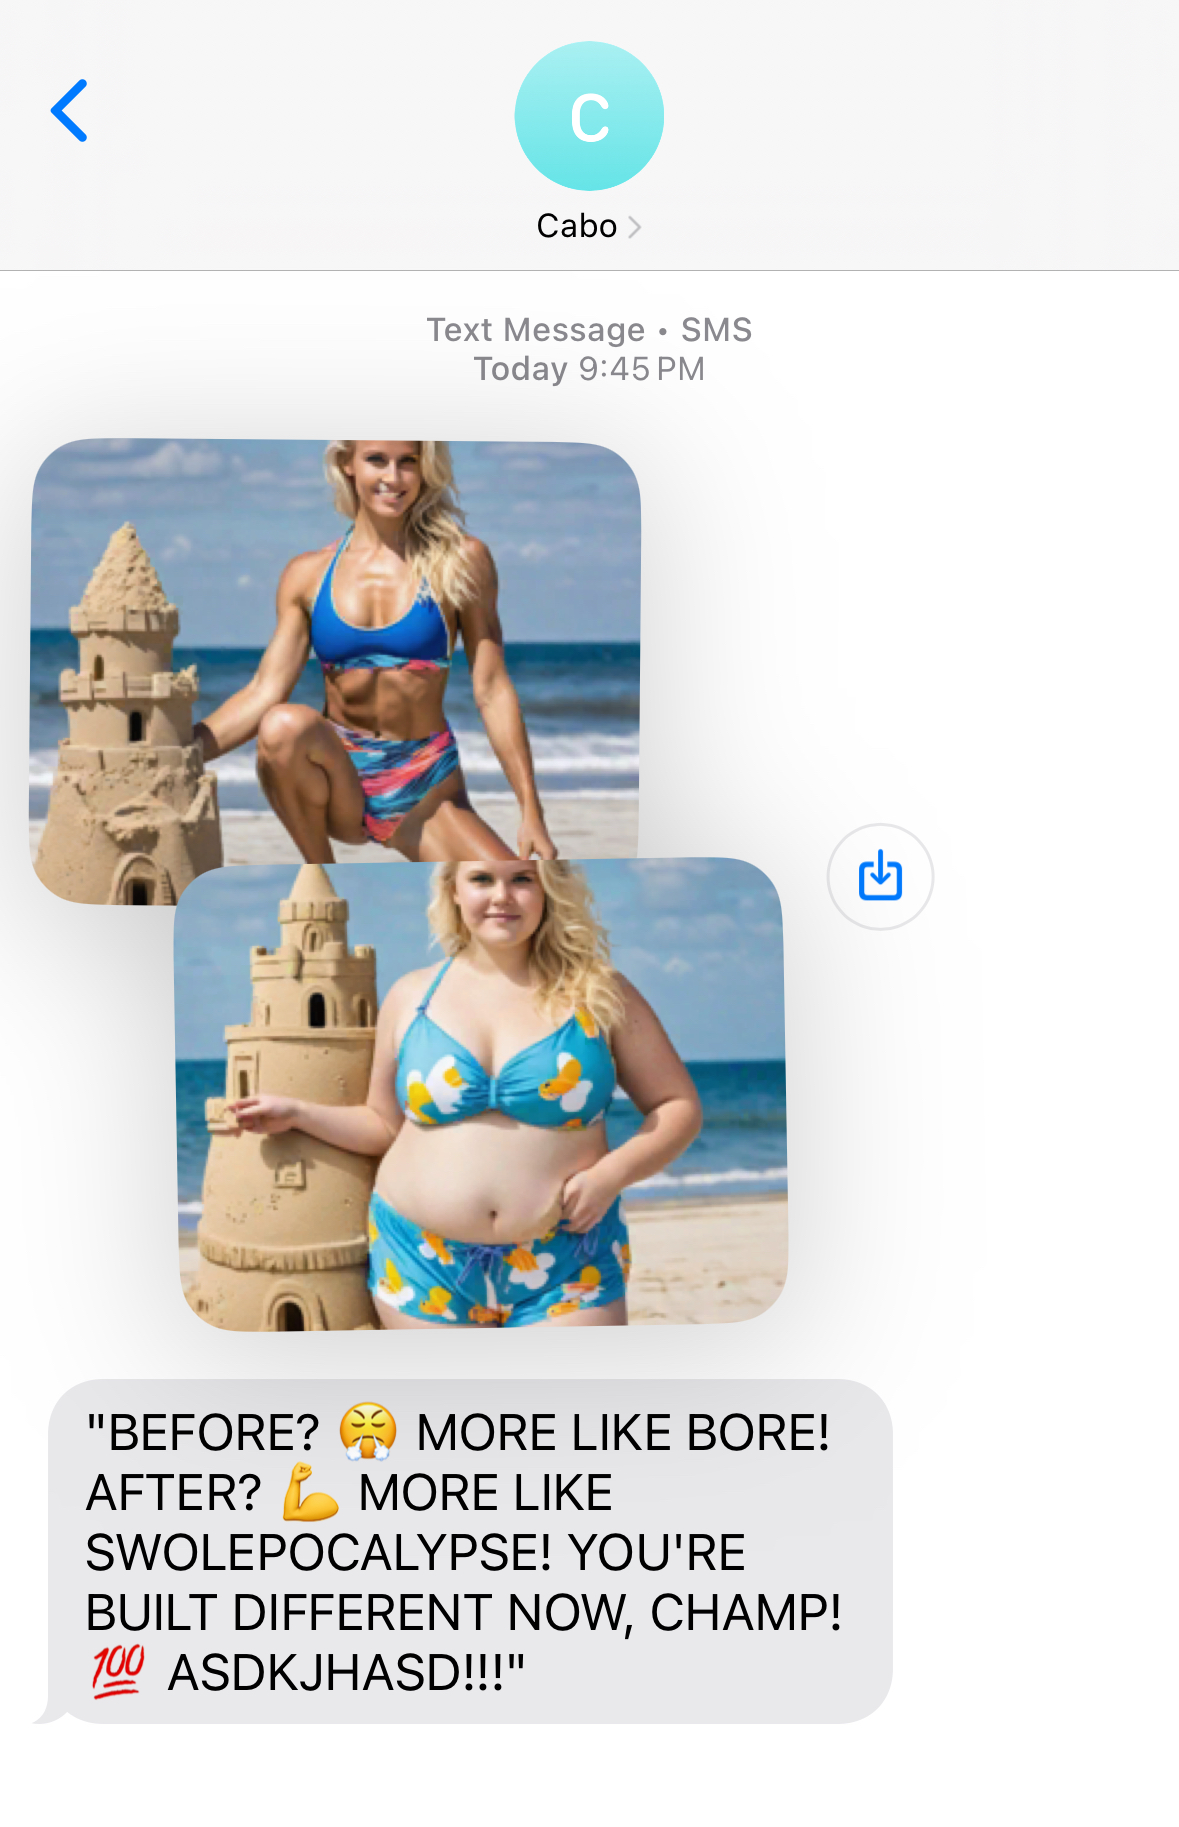 C
Cabo
Text Message • SMS
Today 9:45 PM
"BEFORE? 😤 MORE LIKE BORE!
AFTER? 💪 MORE LIKE
SWOLEPOCALYPSE! YOU'RE
BUILT DIFFERENT NOW, CHAMP!
💯 ASDKJHASD!!!"